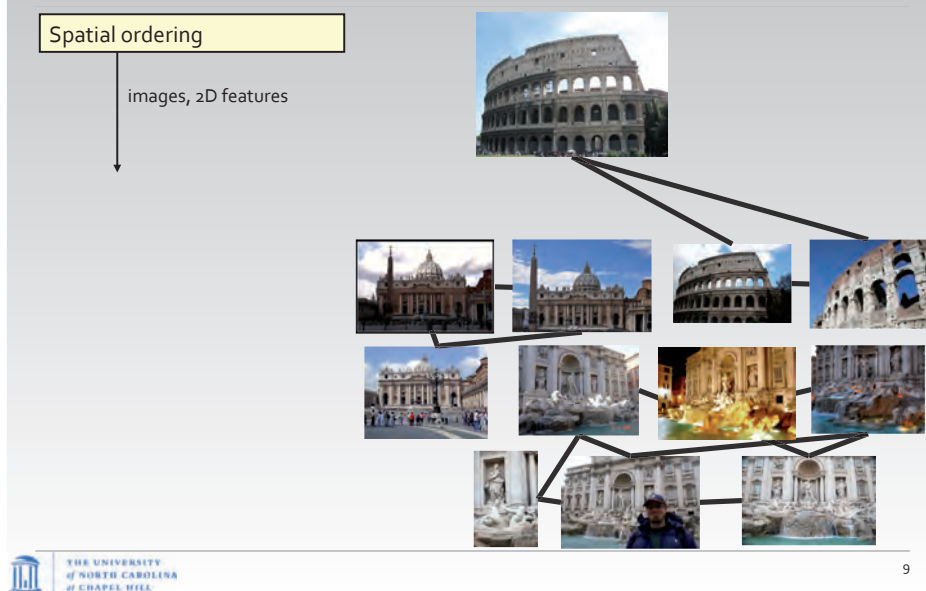 Spatial ordering
images, 2D features
THE UNIVERSITY
of NORTH CAROLINA
at CHAPEL HILL
9